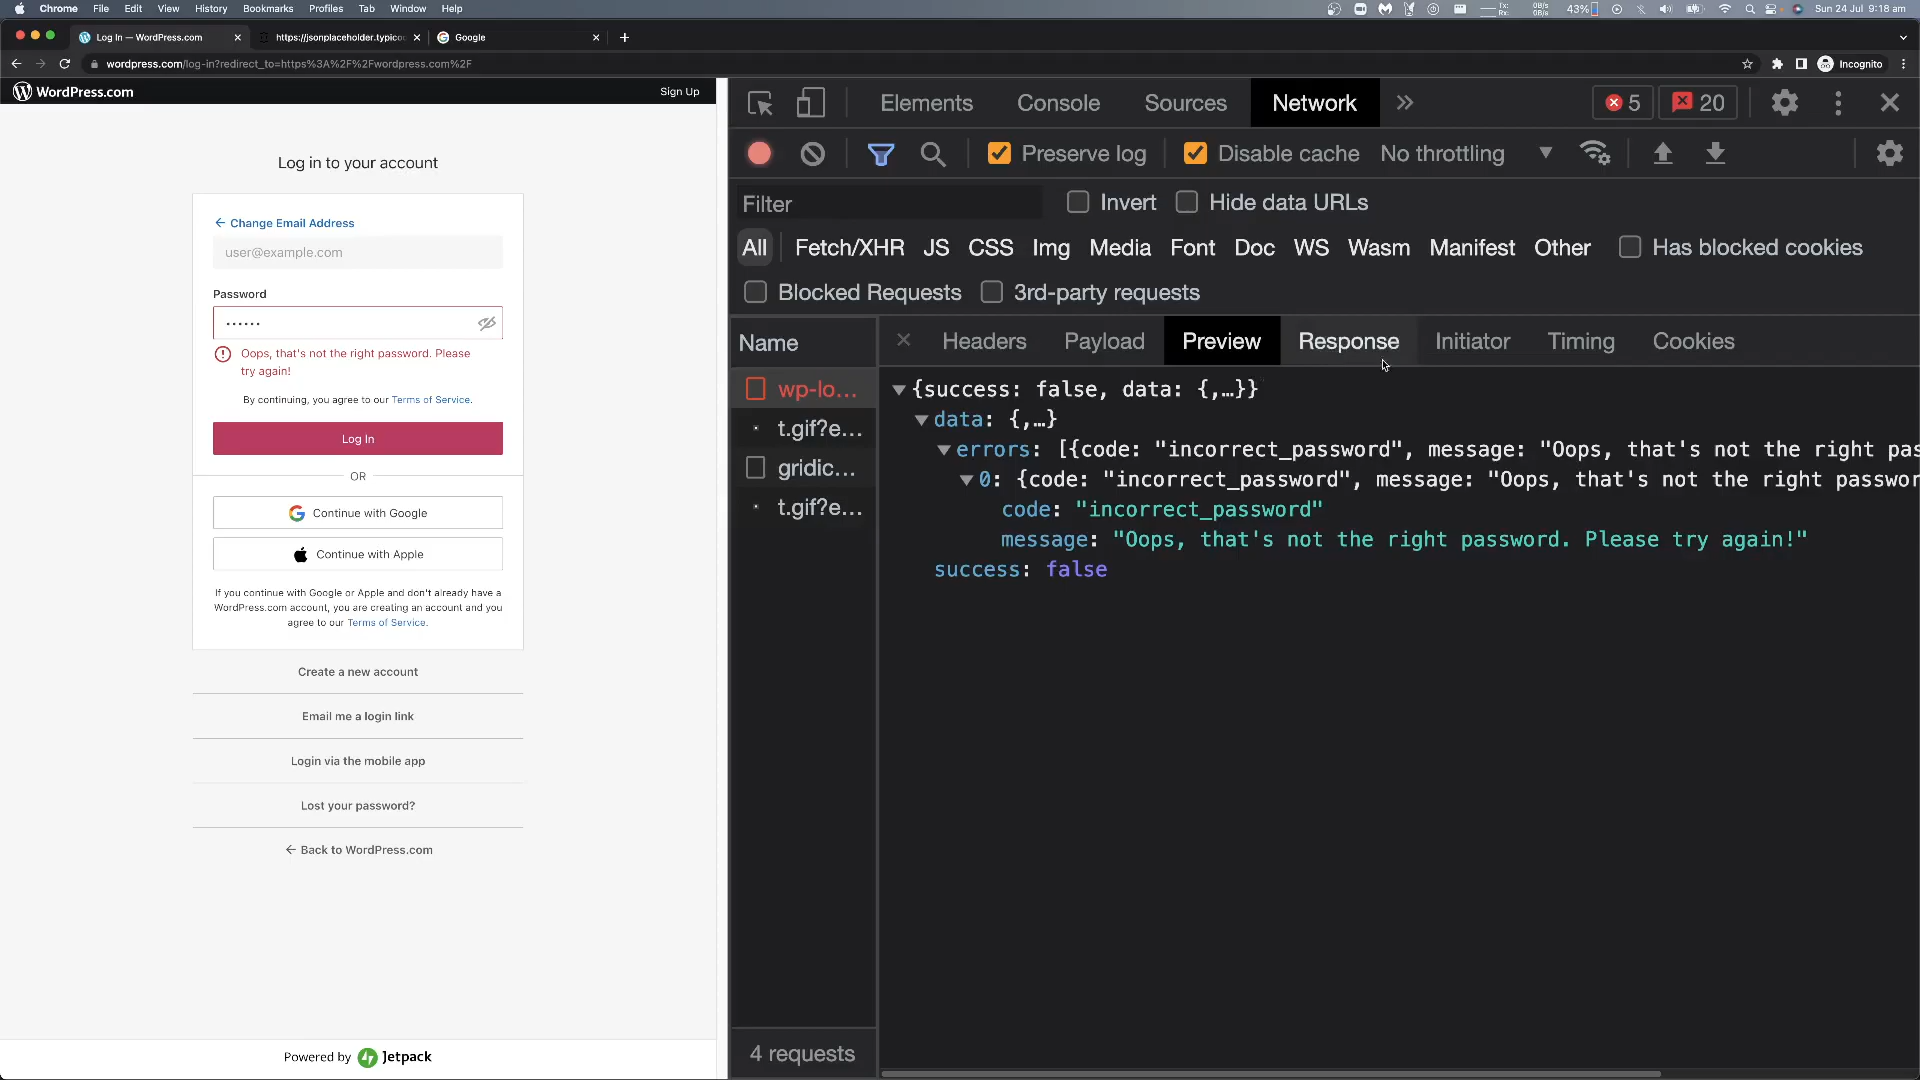 Chrome File Edit View History Bookmarks Profiles Tab Window Help
Tx: 0B/s
Rx: 0B/s
43% Sun 24 Jul 9:18 am
Log In — WordPress.com
https://jsonplaceholder.typico
Google
wordpress.com/log-in?redirect_to=https%3A%2F%2Fwordpress.com%2F
Incognito
WordPress.com
Sign Up
Log in to your account
Change Email Address
user@example.com
Password
Oops, that's not the right password. Please
try again!
By continuing, you agree to our Terms of Service.
Log In
OR
Continue with Google
Continue with Apple
If you continue with Google or Apple and don't already have a
WordPress.com account, you are creating an account and you
agree to our Terms of Service.
Create a new account
Email me a login link
Login via the mobile app
Lost your password?
Back to WordPress.com
Powered by Jetpack
Elements Console Sources Network 5 20
Preserve log Disable cache No throttling
Filter Invert Hide data URLs
All Fetch/XHR JS CSS Img Media Font Doc WS Wasm Manifest Other Has blocked cookies
Blocked Requests 3rd-party requests
Name
wp-lo…
t.gif?e…
gridic…
t.gif?e…
4 requests
Headers Payload Preview Response Initiator Timing Cookies
{success: false, data: {,…}}
data: {,…}
errors: [{code: "incorrect_password", message: "Oops, that's not the right pas
0: {code: "incorrect_password", message: "Oops, that's not the right passwor
code: "incorrect_password"
message: "Oops, that's not the right password. Please try again!"
success: false